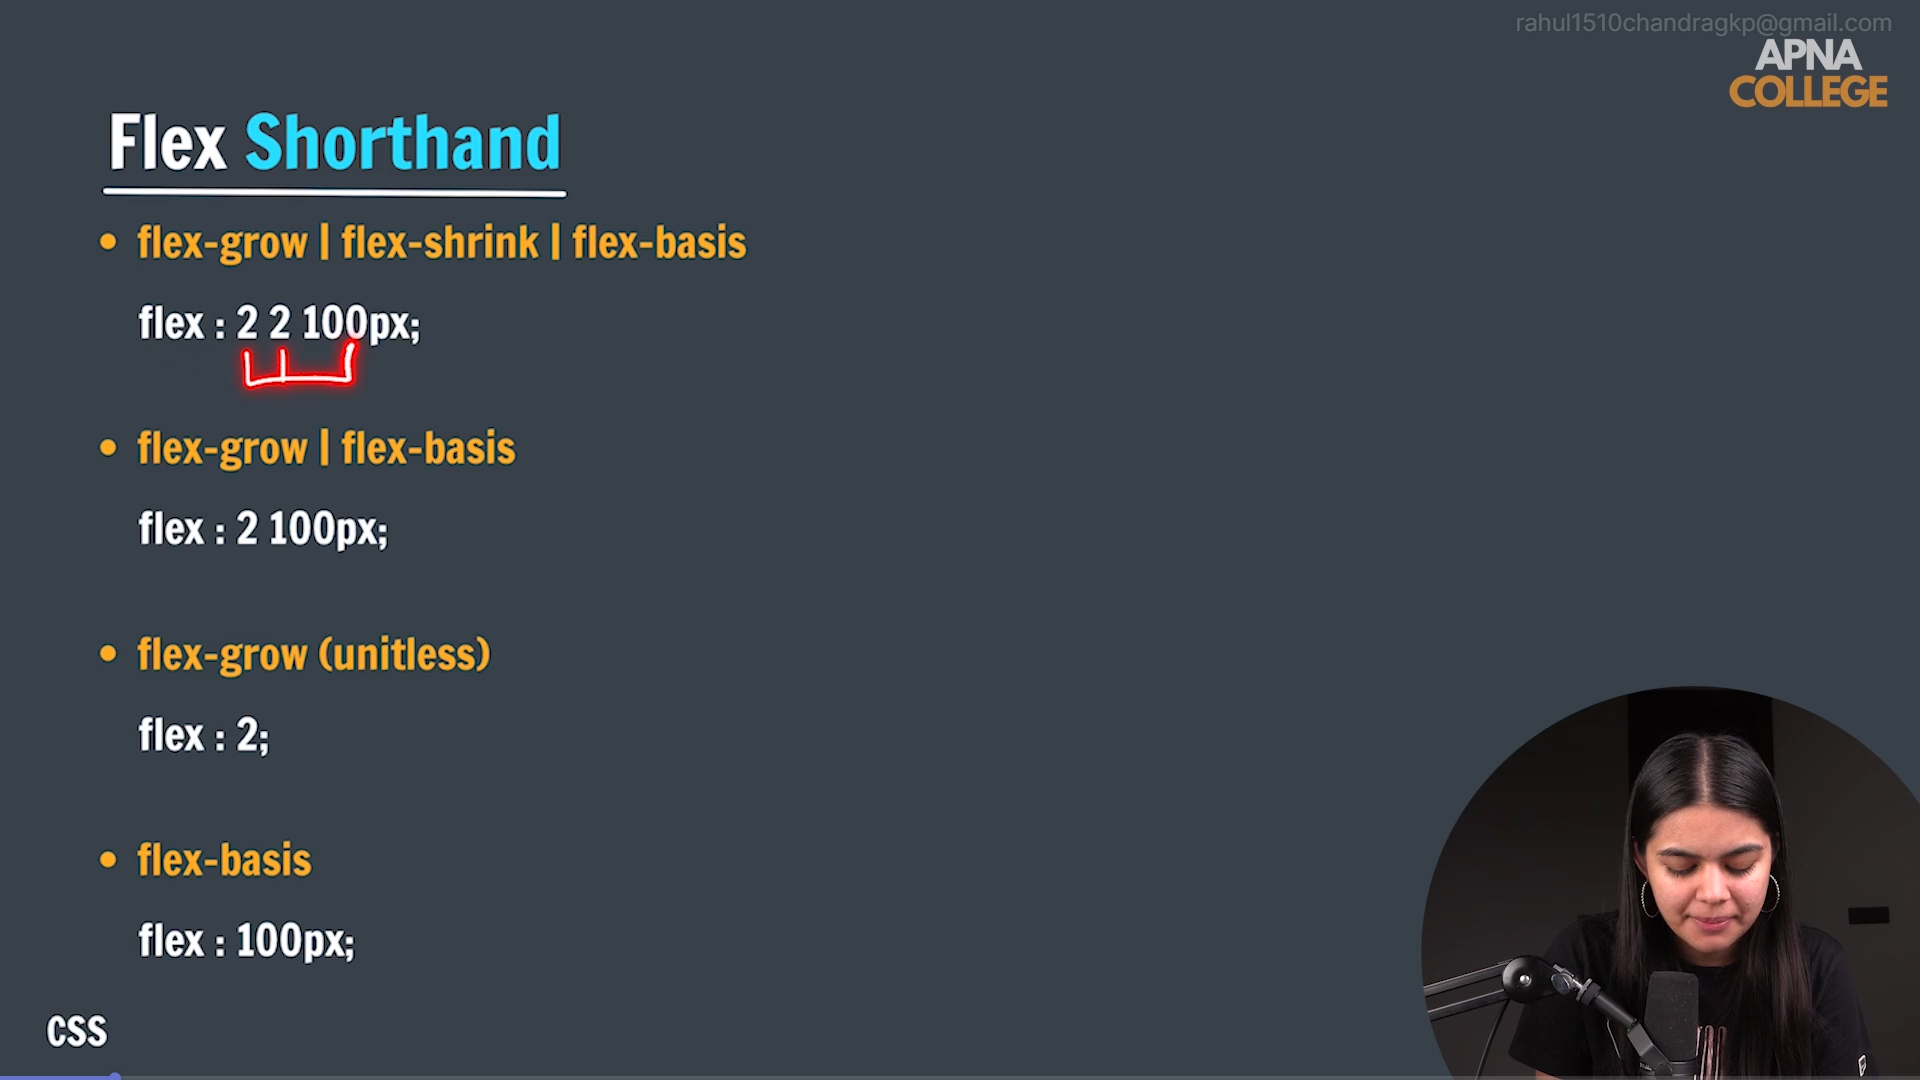 rahul1510chandragkp@gmail.com
APNA
COLLEGE
Flex Shorthand
• flex-grow | flex-shrink | flex-basis
flex : 2 2 100px;
• flex-grow | flex-basis
flex : 2 100px;
• flex-grow (unitless)
flex : 2;
• flex-basis
flex : 100px;
CSS